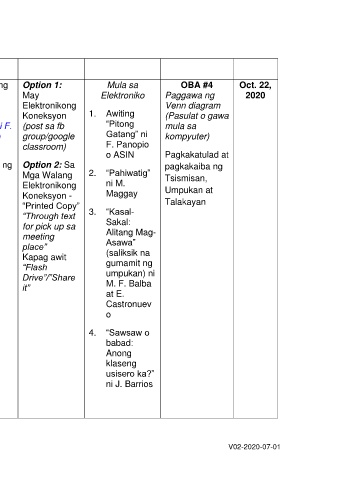 ng
i F.
ng
Option 1:
May
Elektronikong
Koneksyon
(post sa fb
group/google
classroom)
Option 2: Sa
Mga Walang
Elektronikong
Koneksyon -
"Printed Copy"
"Through text
for pick up sa
meeting
place"
Kapag awit
"Flash
Drive"/"Share
it"
Mula sa
Elektroniko
1. Awiting
"Pitong
Gatang" ni
F. Panopio
o ASIN
2. "Pahiwatig"
ni M.
Maggay
3. "Kasal-
Sakal:
Alitang Mag-
Asawa"
(saliksik na
gumamit ng
umpukan) ni
M. F. Balba
at E.
Castronuev
o
4. "Sawsaw o
babad:
Anong
klaseng
usisero ka?"
ni J. Barrios
OBA #4
Paggawa ng
Venn diagram
(Pasulat o gawa
mula sa
kompyuter)
Pagkakatulad at
pagkakaiba ng
Tsismisan,
Umpukan at
Talakayan
Oct. 22,
2020
V02-2020-07-01